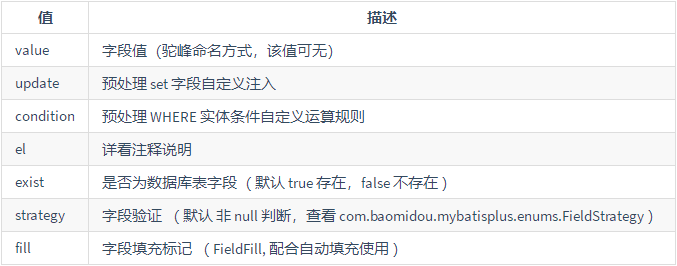 值 描述
value 字段值（驼峰命名方式，该值可无）
update 预处理 set 字段自定义注入
condition 预处理 WHERE 实体条件自定义运算规则
el 详看注释说明
exist 是否为数据库表字段（ 默认 true 存在，false 不存在 ）
strategy 字段验证 （ 默认 非 null 判断，查看 com.baomidou.mybatisplus.enums.FieldStrategy ）
fill 字段填充标记 （ FieldFill, 配合自动填充使用 ）